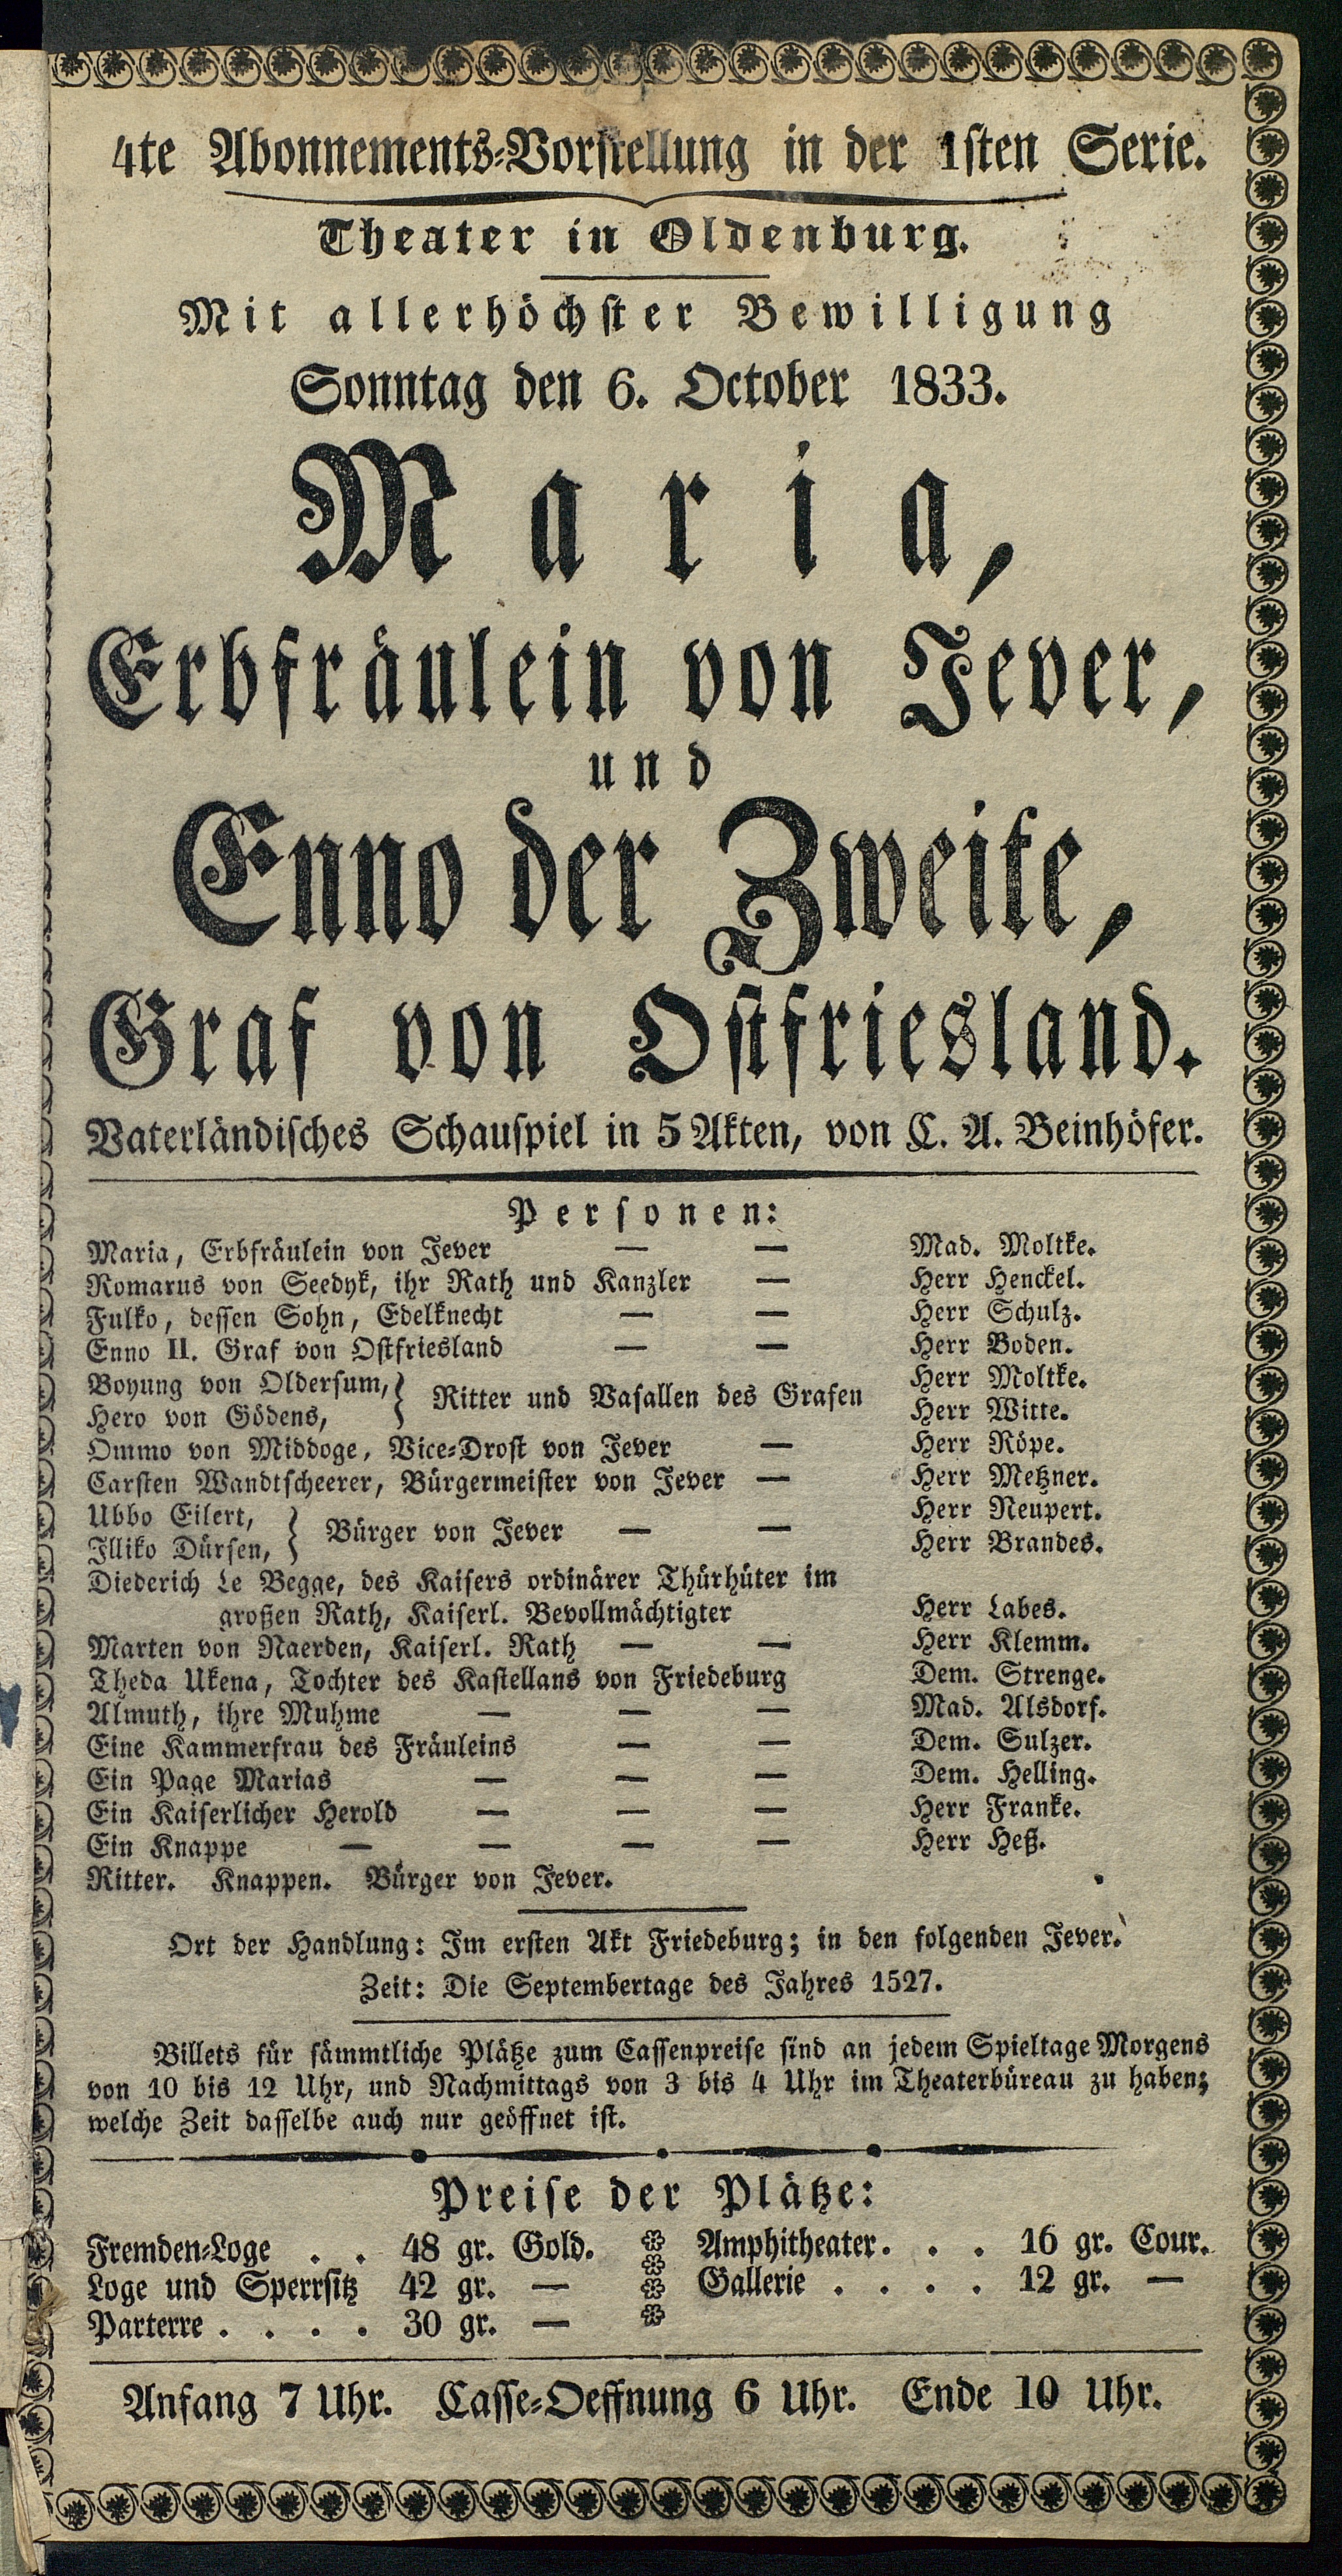 4te Abonnements-Vorstellung in der 1sten Serie.
Theater in Oldenburg.
Mit allerhöchster Bewilligung
Sonntag den 6. October 1833.
Maria,
Erbfräulein von Jever,
und
Enno der Zweite,
Graf von Ostfriesland.
Vaterländisches Schauspiel in 5 Akten, von C. A. Beinhöfer.
Personen:
Maria, Erbfräulein von Jever — — Mad. Moltke.
Romarus von Seedyk, ihr Rath und Kanzler — Herr Henckel.
Fulko, dessen Sohn, Edelknecht — — Herr Schulz.
Enno II. Graf von Ostfriesland — — Herr Boden.
Boyung von Oldersum, } Ritter und Vasallen des Grafen Herr Moltke.
Hero von Gödens, Herr Witte.
Ommo von Middoge, Vice-Drost von Jever — Herr Röpe.
Carsten Wandtscheerer, Bürgermeister von Jever — Herr Metzner.
Ubbo Eilert, } Bürger von Jever — — Herr Neupert.
Illiko Dürsen, Herr Brandes.
Diederich Le Begge, des Kaisers ordinärer Thürhüter im
großen Rath, Kaiserl. Bevollmächtigter Herr Labes.
Marten von Naerden, Kaiserl. Rath — — Herr Klemm.
Theda Ukena, Tochter des Kastellans von Friedeburg Dem. Strenge.
Almuth, ihre Muhme — — — Mad. Alsdorf.
Eine Kammerfrau des Fräuleins — — Dem. Sulzer.
Ein Page Marias — — — Dem. Helling.
Ein Kaiserlicher Herold — — — Herr Franke.
Ein Knappe — — — — Herr Heß.
Ritter. Knappen. Bürger von Jever.
Ort der Handlung: Im ersten Akt Friedeburg; in den folgenden Jever.
Zeit: Die Septembertage des Jahres 1527.
Billets für sämmtliche Plätze zum Cassenpreise sind an jedem Spieltage Morgens
von 10 bis 12 Uhr, und Nachmittags von 3 bis 4 Uhr im Theaterbüreau zu haben;
welche Zeit dasselbe auch nur geöffnet ist.
Preise der Plätze:
Fremden-Loge . . 48 gr. Gold. Amphitheater. . . 16 gr. Cour.
Loge und Sperrsitz 42 gr. — Gallerie . . . . 12 gr. —
Parterre . . . . 30 gr. —
Anfang 7 Uhr. Casse-Oeffnung 6 Uhr. Ende 10 Uhr.